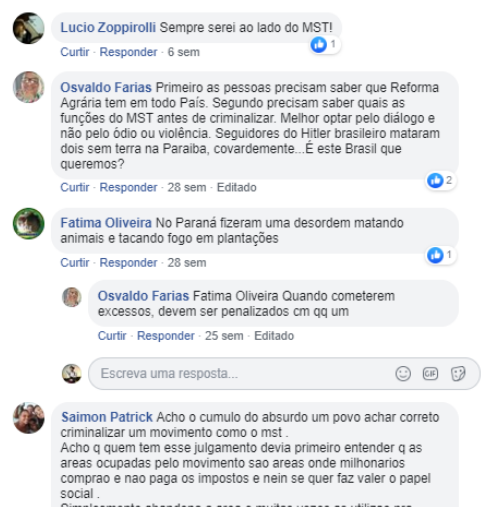 Lucio Zoppirolli Sempre serei ao lado do MST!
1
Curtir · Responder · 6 sem
Osvaldo Farias Primeiro as pessoas precisam saber que Reforma
Agrária tem em todo País. Segundo precisam saber quais as
funções do MST antes de criminalizar. Melhor optar pelo diálogo e
não pelo ódio ou violência. Seguidores do Hitler brasileiro mataram
dois sem terra na Paraiba, covardemente...É este Brasil que
queremos?
2
Curtir · Responder · 28 sem · Editado
Fatima Oliveira No Paraná fizeram uma desordem matando
animais e tacando fogo em plantações
1
Curtir · Responder · 28 sem
Osvaldo Farias Fatima Oliveira Quando cometerem
excessos, devem ser penalizados cm qq um
Curtir · Responder · 25 sem · Editado
Escreva uma resposta...
GIF
Saimon Patrick Acho o cumulo do absurdo um povo achar correto
criminalizar um movimento como o mst .
Acho q quem tem esse julgamento devia primeiro entender q as
areas ocupadas pelo movimento sao areas onde milhonarios
comprao e nao paga os impostos e nein se quer faz valer o papel
social .